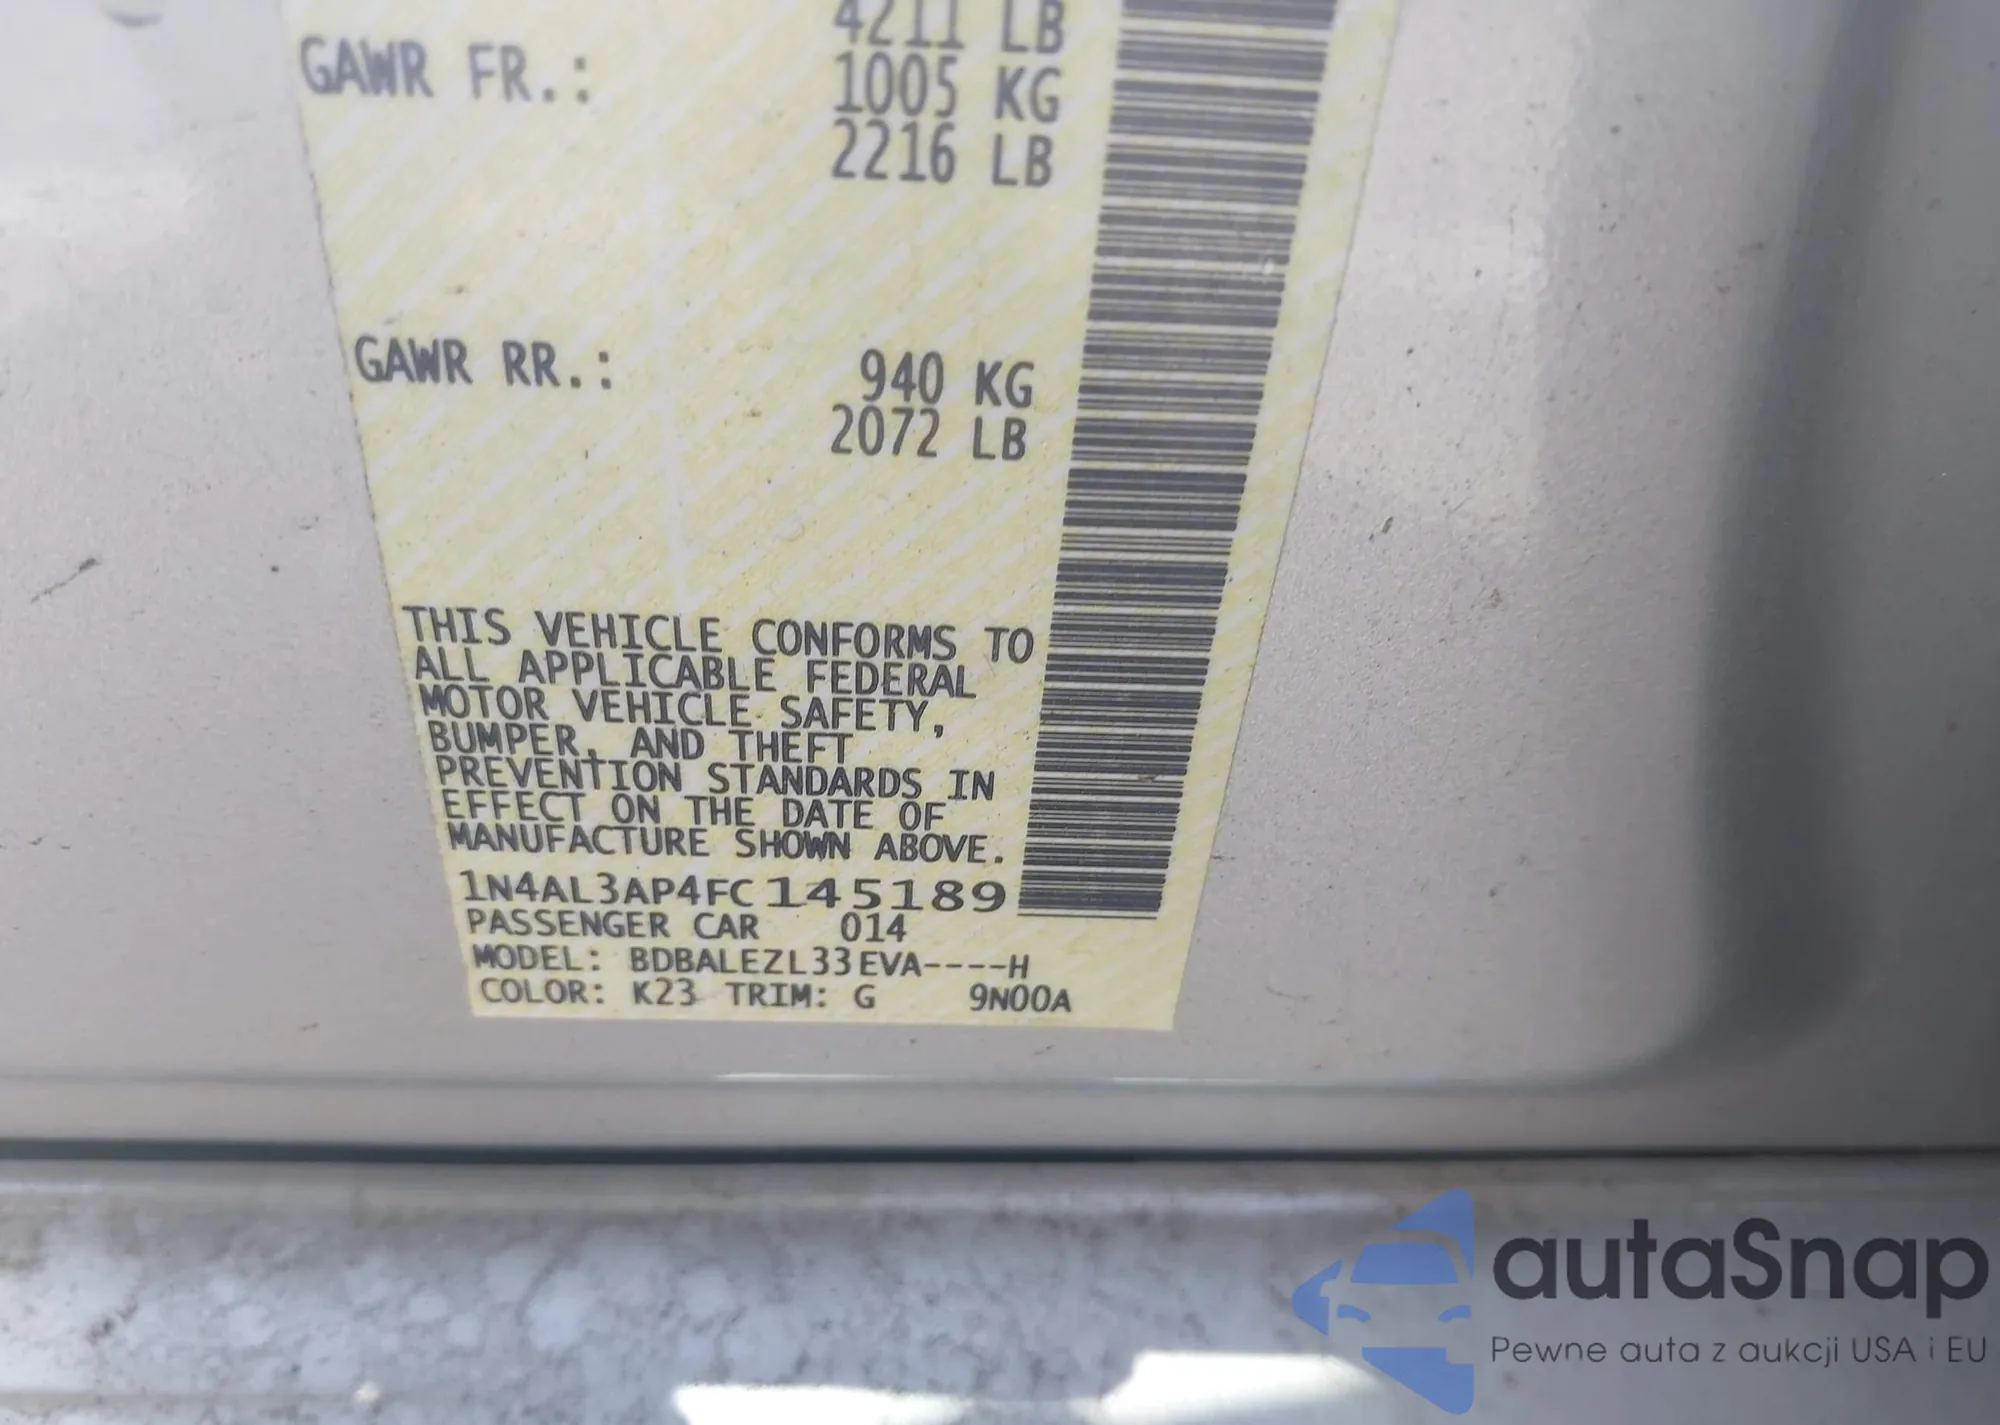 4211 LB
GAWR FR.: 1005 KG
2216 LB
GAWR RR.: 940 KG
2072 LB
THIS VEHICLE CONFORMS TO
ALL APPLICABLE FEDERAL
MOTOR VEHICLE SAFETY,
BUMPER, AND THEFT
PREVENTION STANDARDS IN
EFFECT ON THE DATE OF
MANUFACTURE SHOWN ABOVE.
1N4AL3AP4FC145189
PASSENGER CAR 014
MODEL: BDBALEZL33EVA----H
COLOR: K23 TRIM: G 9N00A
autaSnap
Pewne auta z aukcji USA i EU